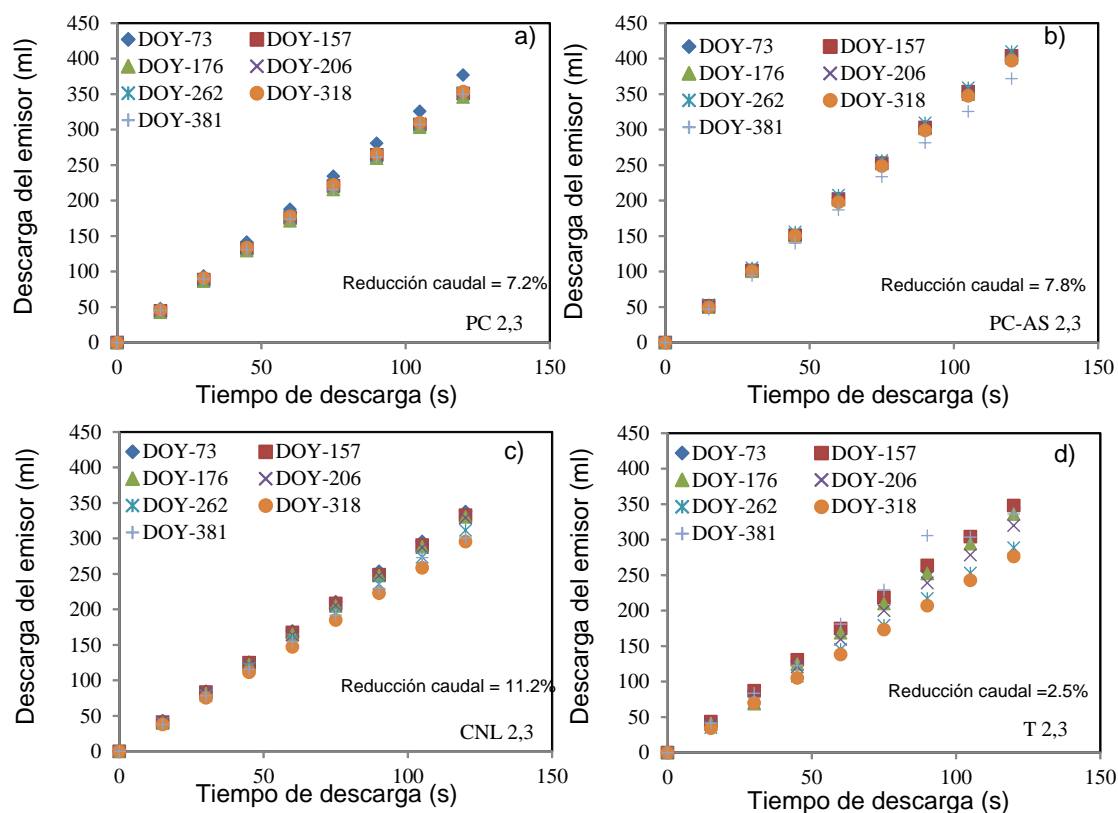 Descarga del emisor (ml)
450
400
350
300
250
200
150
100
50
0
DOY-73 DOY-157
DOY-176 DOY-206
DOY-262 DOY-318
DOY-381
a)
Reducción caudal = 7.2%
PC 2,3
0 50 100 150
Tiempo de descarga (s)
Descarga del emisor (ml)
450
400
350
300
250
200
150
100
50
0
DOY-73 DOY-157
DOY-176 DOY-206
DOY-262 DOY-318
DOY-381
b)
Reducción caudal = 7.8%
PC-AS 2,3
0 50 100 150
Tiempo de descarga (s)
Descarga del emisor (ml)
450
400
350
300
250
200
150
100
50
0
DOY-73 DOY-157
DOY-176 DOY-206
DOY-262 DOY-318
DOY-381
c)
Reducción caudal = 11.2%
CNL 2,3
0 50 100 150
Tiempo de descarga (s)
Descarga del emisor (ml)
450
400
350
300
250
200
150
100
50
0
DOY-73 DOY-157
DOY-176 DOY-206
DOY-262 DOY-318
DOY-381
d)
Reducción caudal =2.5%
T 2,3
0 50 100 150
Tiempo de descarga (s)